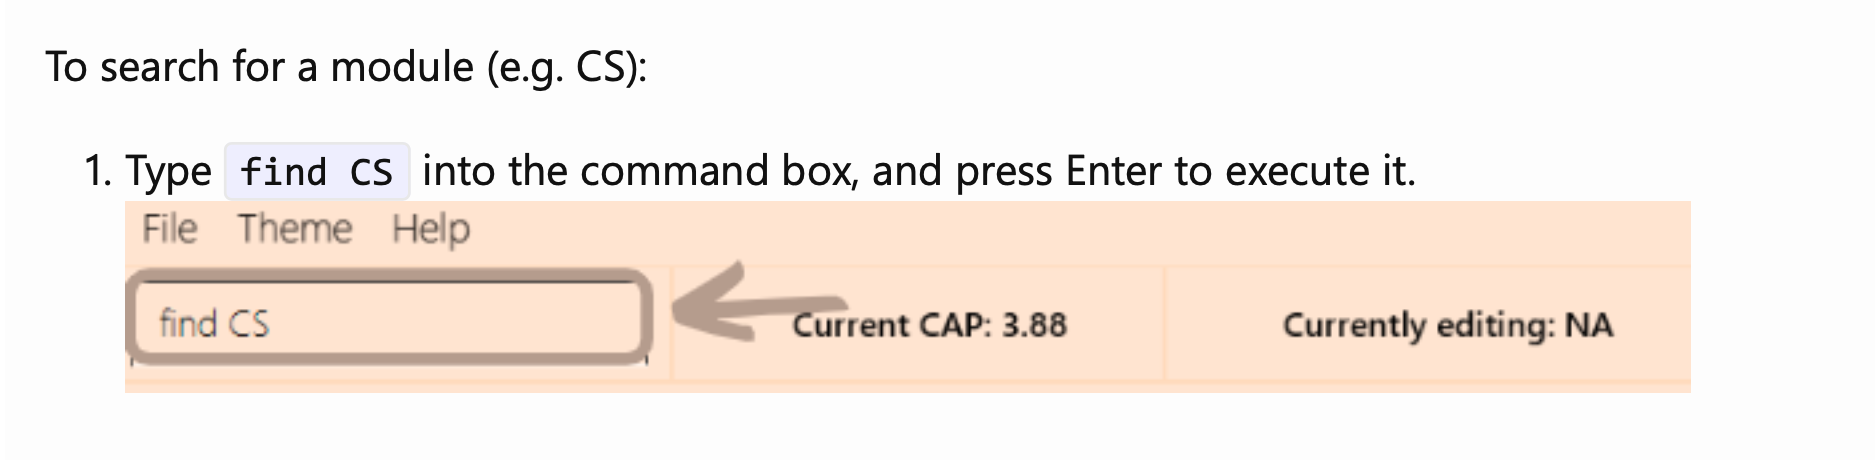 To search for a module (e.g. CS):
1. Type find CS into the command box, and press Enter to execute it.
File Theme Help
find CS Current CAP: 3.88 Currently editing: NA